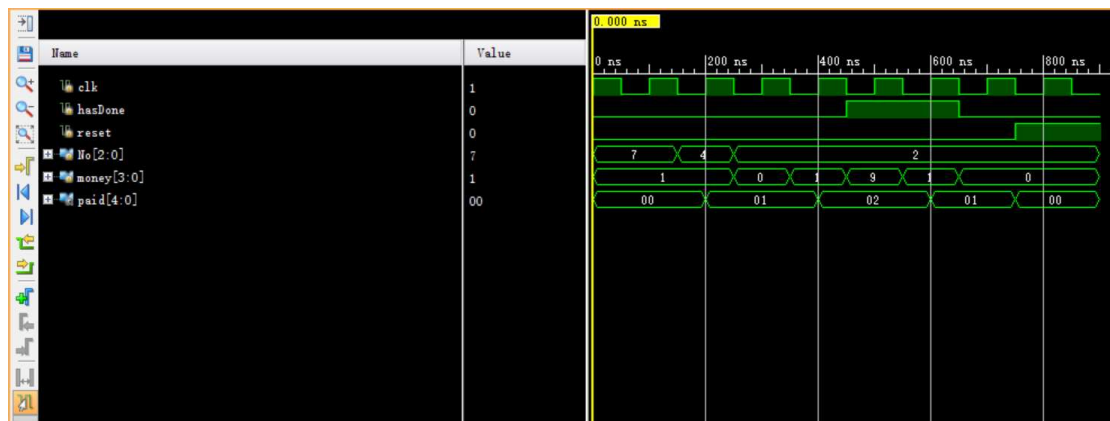 0.000 ns
Name Value
0 ns 200 ns 400 ns 600 ns 800 ns
clk 1
hasDone 0
reset 0
No[2:0] 7 7 4 2
money[3:0] 1 1 0 1 9 1 0
paid[4:0] 00 00 01 02 01 00